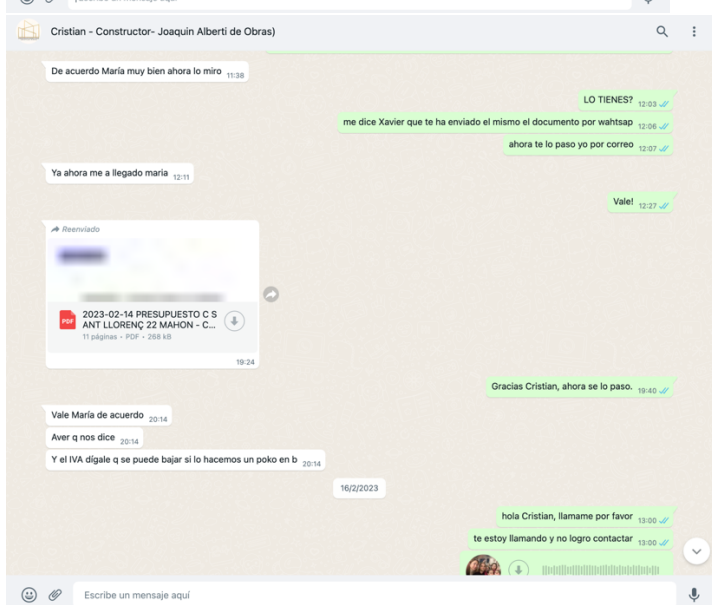 Escribe un mensaje aquí
Cristian - Constructor- Joaquin Alberti de Obras)
De acuerdo María muy bien ahora lo miro 11:38
LO TIENES? 12:03
me dice Xavier que te ha enviado el mismo el documento por wahtsap 12:06
ahora te lo paso yo por correo 12:07
Ya ahora me a llegado maria 12:11
Vale! 12:27
Reenviado
PDF
2023-02-14 PRESUPUESTO C S
ANT LLORENÇ 22 MAHON - C...
11 páginas • PDF • 268 kB
19:24
Gracias Cristian, ahora se lo paso. 19:40
Vale María de acuerdo 20:14
Aver q nos dice 20:14
Y el IVA dígale q se puede bajar si lo hacemos un poko en b 20:14
16/2/2023
hola Cristian, llamame por favor 13:00
te estoy llamando y no logro contactar 13:00
Escribe un mensaje aquí